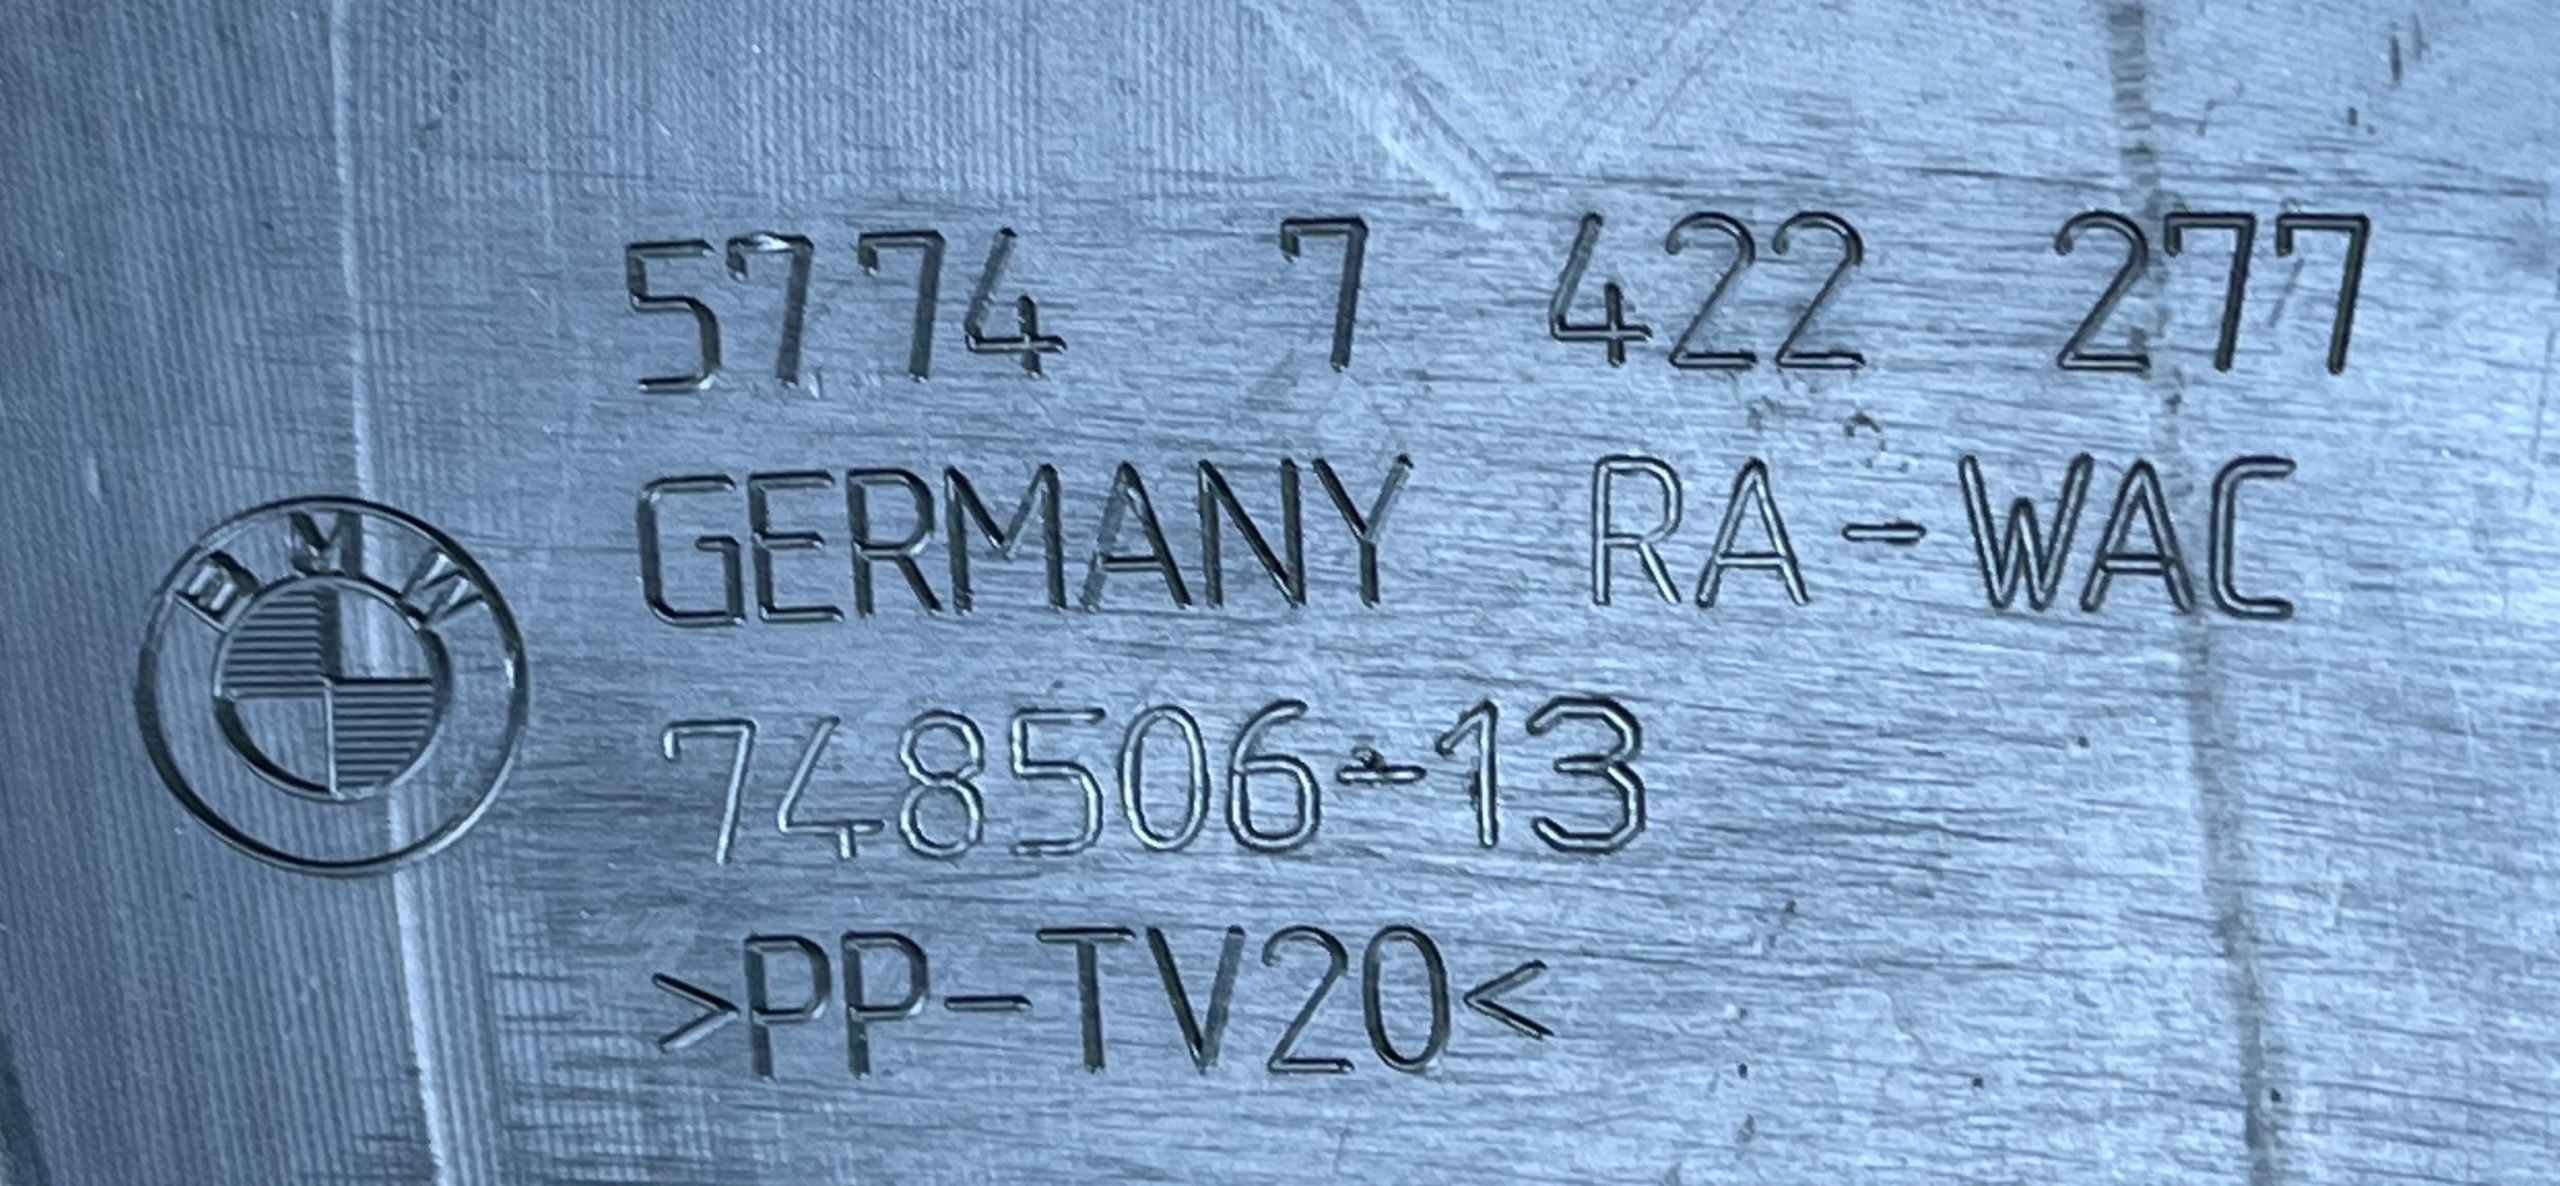 5774 7 422 277
GERMANY RA-WAC
BMW
748506-13
>PP-TV20<